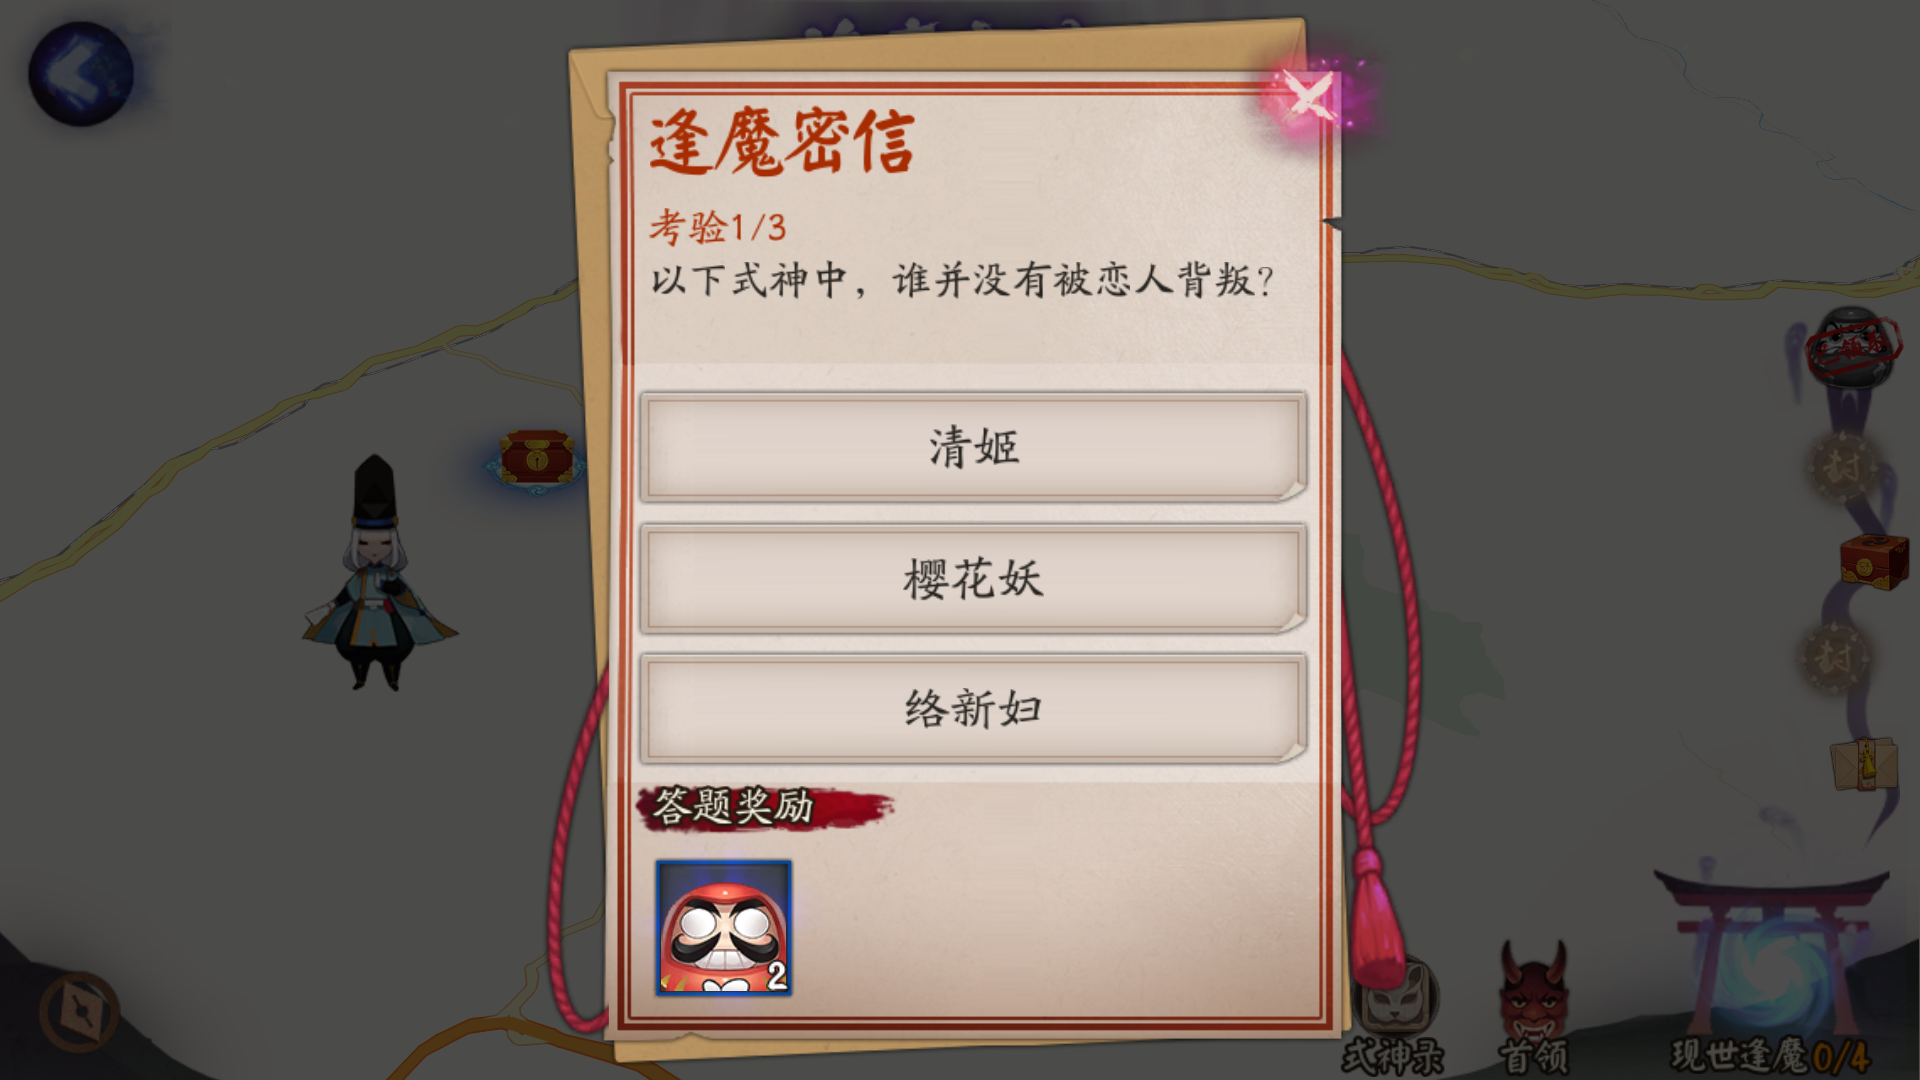 逢魔密信
考验1/3
以下式神中，谁并没有被恋人背叛？
清姬
樱花妖
络新妇
答题奖励
2
封
封
式神录
首领
现世逢魔0/4